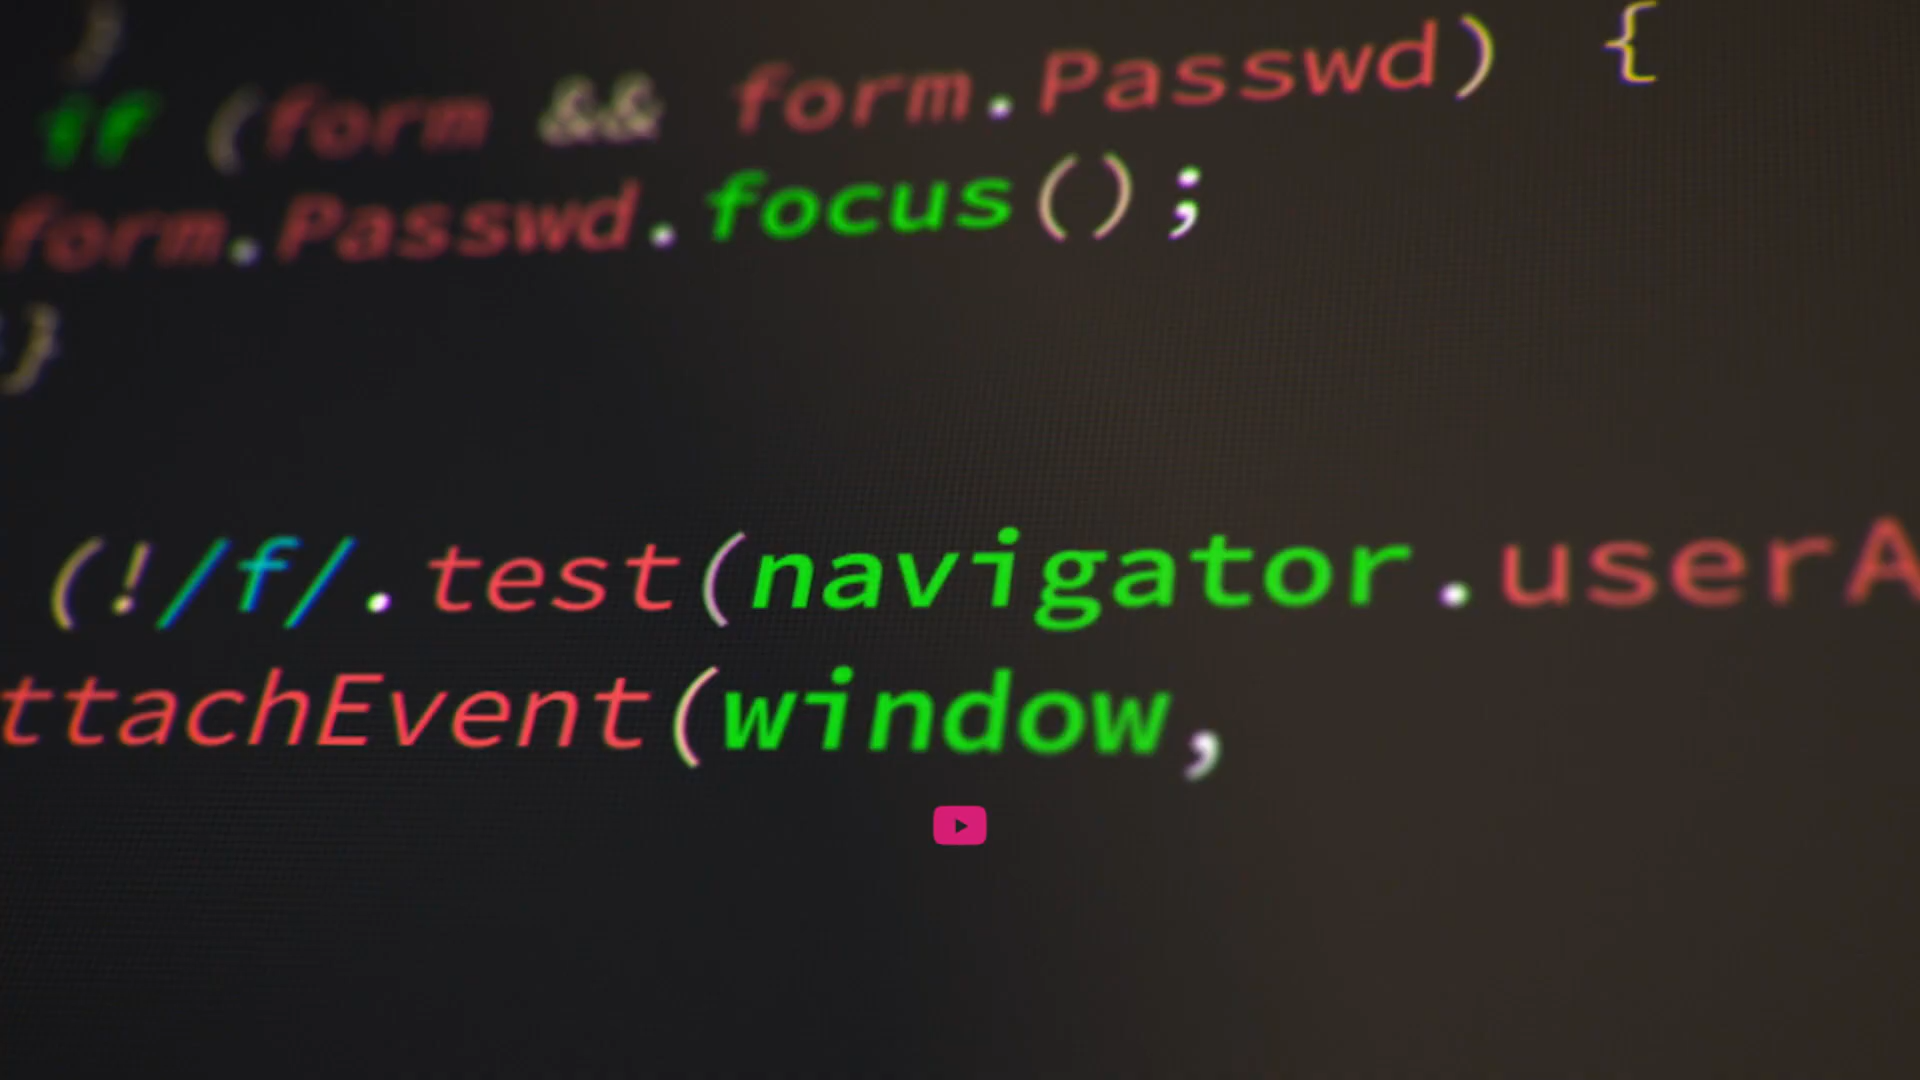 }
if (form && form.Passwd) {
form.Passwd.focus();
}
(!/f/.test(navigator.userA
ttachEvent(window,